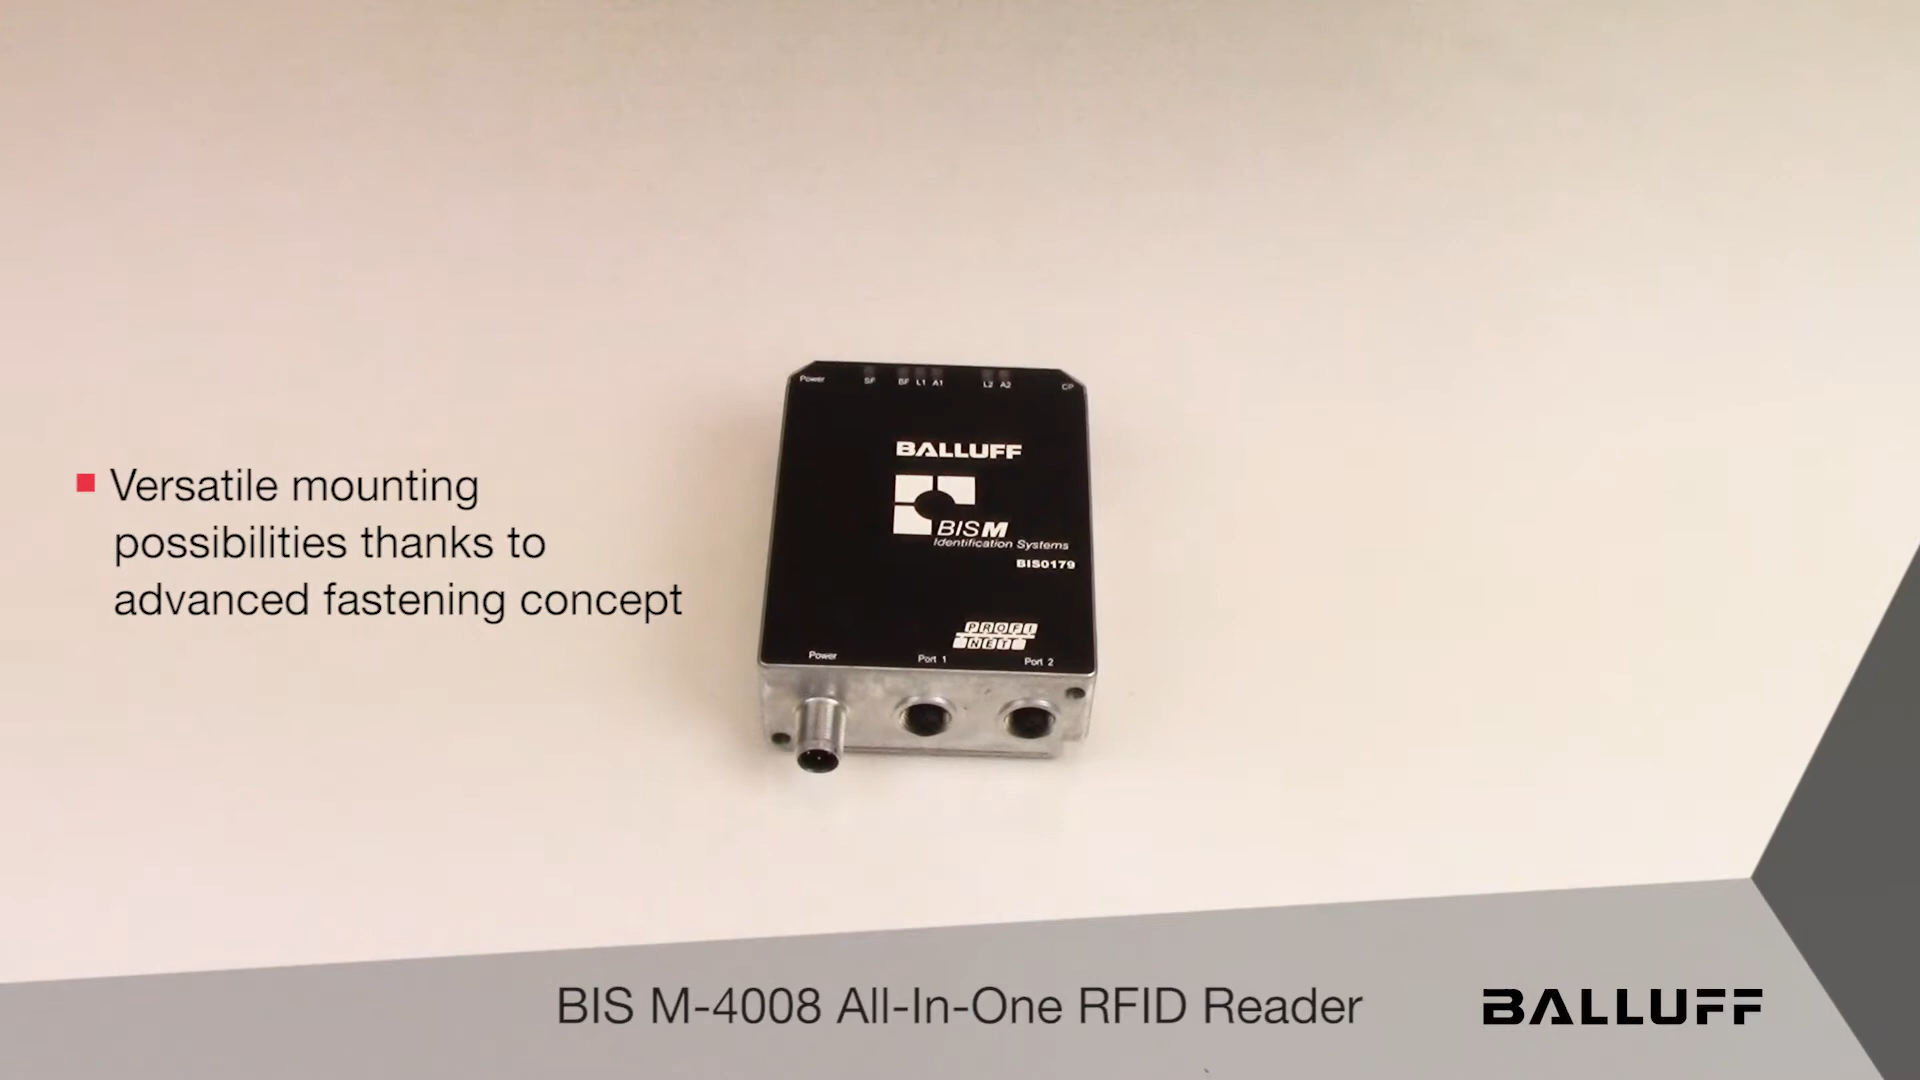 Power SF BF L1 A1 L2 A2 CP
BALLUFF
BIS M
Identification Systems
BIS0179
PROFI
NET
Power Port 1 Port 2
Versatile mounting
possibilities thanks to
advanced fastening concept
BIS M-4008 All-In-One RFID Reader
BALLUFF